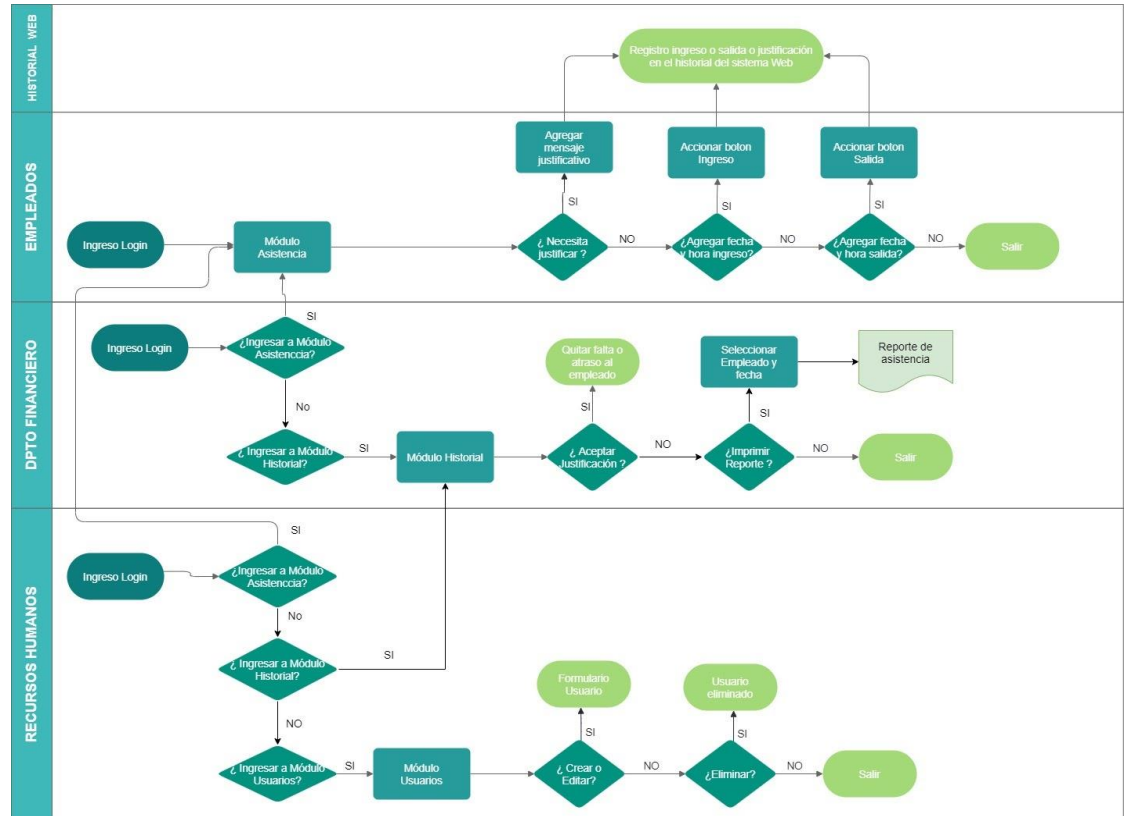 HISTORIAL WEB
Registro ingreso o salida o justificación
en el historial del sistema Web
EMPLEADOS
Agregar
mensaje
justificativo
Accionar boton
Ingreso
Accionar boton
Salida
SI
SI
SI
Ingreso Login
Módulo
Asistencia
¿ Necesita
justificar ?
NO
¿Agregar fecha
y hora ingreso?
NO
¿Agregar fecha
y hora salida?
NO
Salir
DPTO FINANCIERO
SI
Ingreso Login
¿Ingresar a Módulo
Asistenccia?
No
Quitar falta o
atraso al
empleado
SI
Seleccionar
Empleado y
fecha
SI
Reporte de
asistencia
¿ Ingresar a Módulo
Historial?
SI
Módulo Historial
¿ Aceptar
Justificación ?
NO
¿Imprimir
Reporte ?
NO
Salir
RECURSOS HUMANOS
SI
Ingreso Login
¿Ingresar a Módulo
Asistenccia?
No
¿ Ingresar a Módulo
Historial?
SI
NO
Formulario
Usuario
SI
Usuario
eliminado
SI
¿ Ingresar a Módulo
Usuarios?
SI
Módulo
Usuarios
¿ Crear o
Editar?
NO
¿Eliminar?
NO
Salir